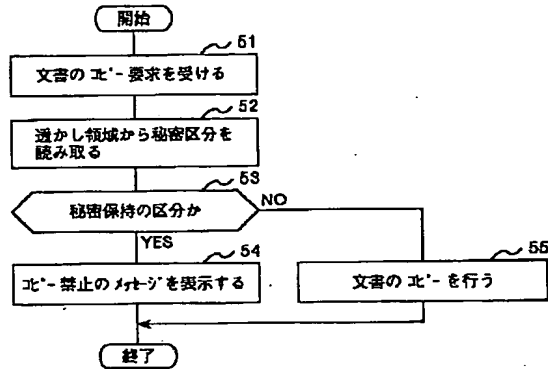 開始
51
文書のコピー要求を受ける
52
透かし領域から秘密区分を
読み取る
53
秘密保持の区分か
NO
YES
54
コピー禁止のメッセージを表示する
55
文書のコピーを行う
終了